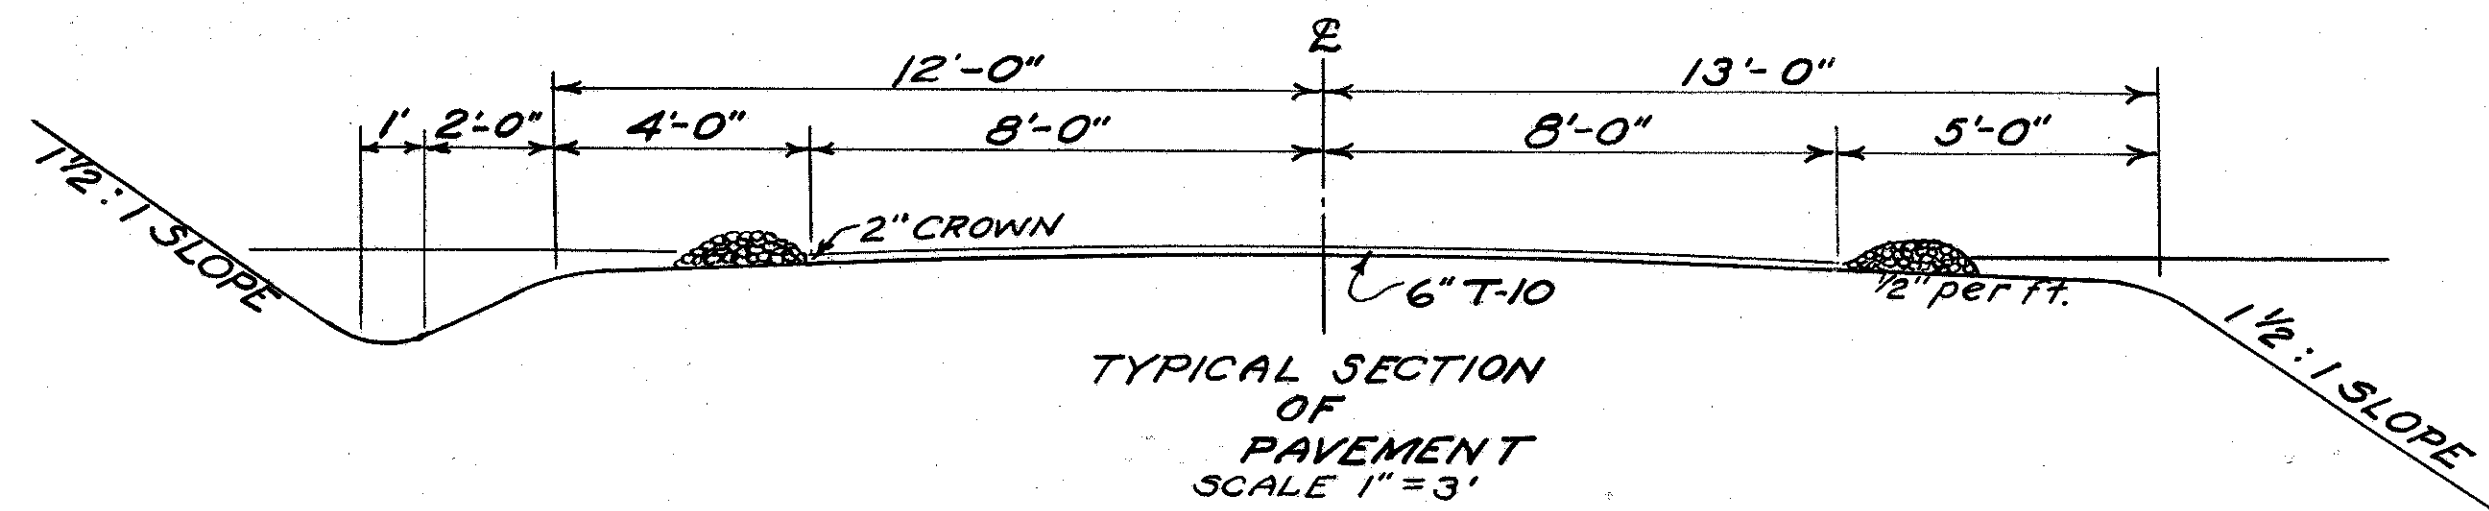 ℄
12'-0"
13'-0"
1'
2'-0"
4'-0"
8'-0"
8'-0"
5'-0"
1½:1 SLOPE
2" CROWN
6" T-10
½" per ft.
1½:1 SLOPE
TYPICAL SECTION
OF
PAVEMENT
SCALE 1" = 3'